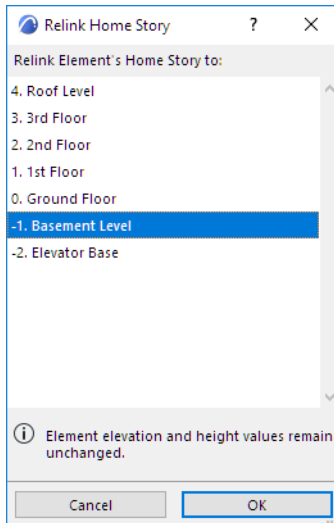 Relink Home Story ? ×
Relink Element's Home Story to:
4. Roof Level
3. 3rd Floor
2. 2nd Floor
1. 1st Floor
0. Ground Floor
-1. Basement Level
-2. Elevator Base
Element elevation and height values remain
unchanged.
Cancel OK